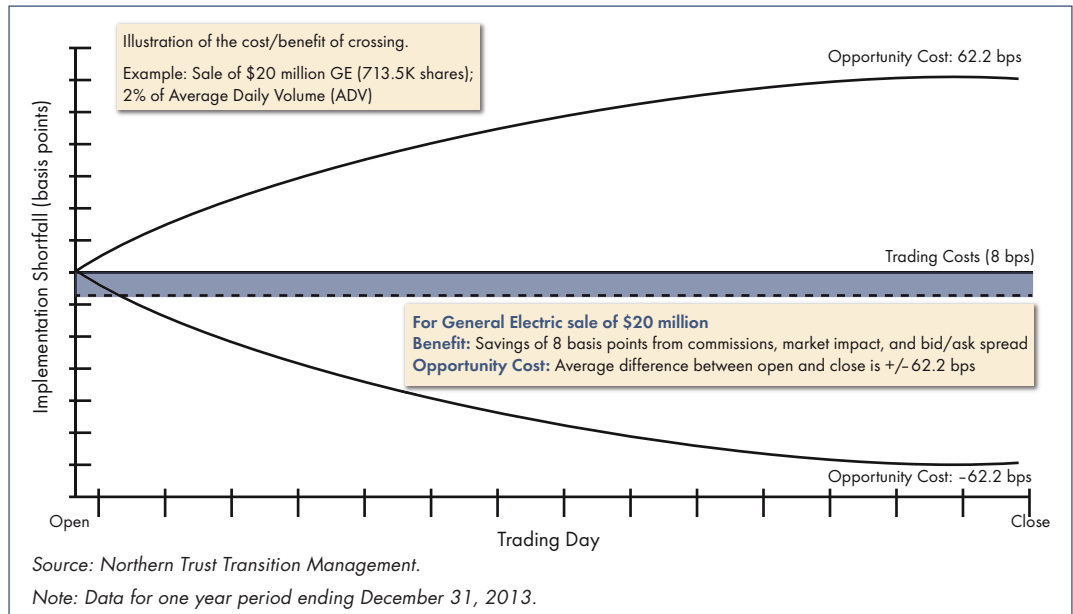 Illustration of the cost/benefit of crossing.
Example: Sale of $20 million GE (713.5K shares);
2% of Average Daily Volume (ADV)
Opportunity Cost: 62.2 bps
Implementation Shortfall (basis points)
Trading Costs (8 bps)
For General Electric sale of $20 million
Benefit: Savings of 8 basis points from commissions, market impact, and bid/ask spread
Opportunity Cost: Average difference between open and close is +/–62.2 bps
Opportunity Cost: –62.2 bps
Open
Close
Trading Day
Source: Northern Trust Transition Management.
Note: Data for one year period ending December 31, 2013.